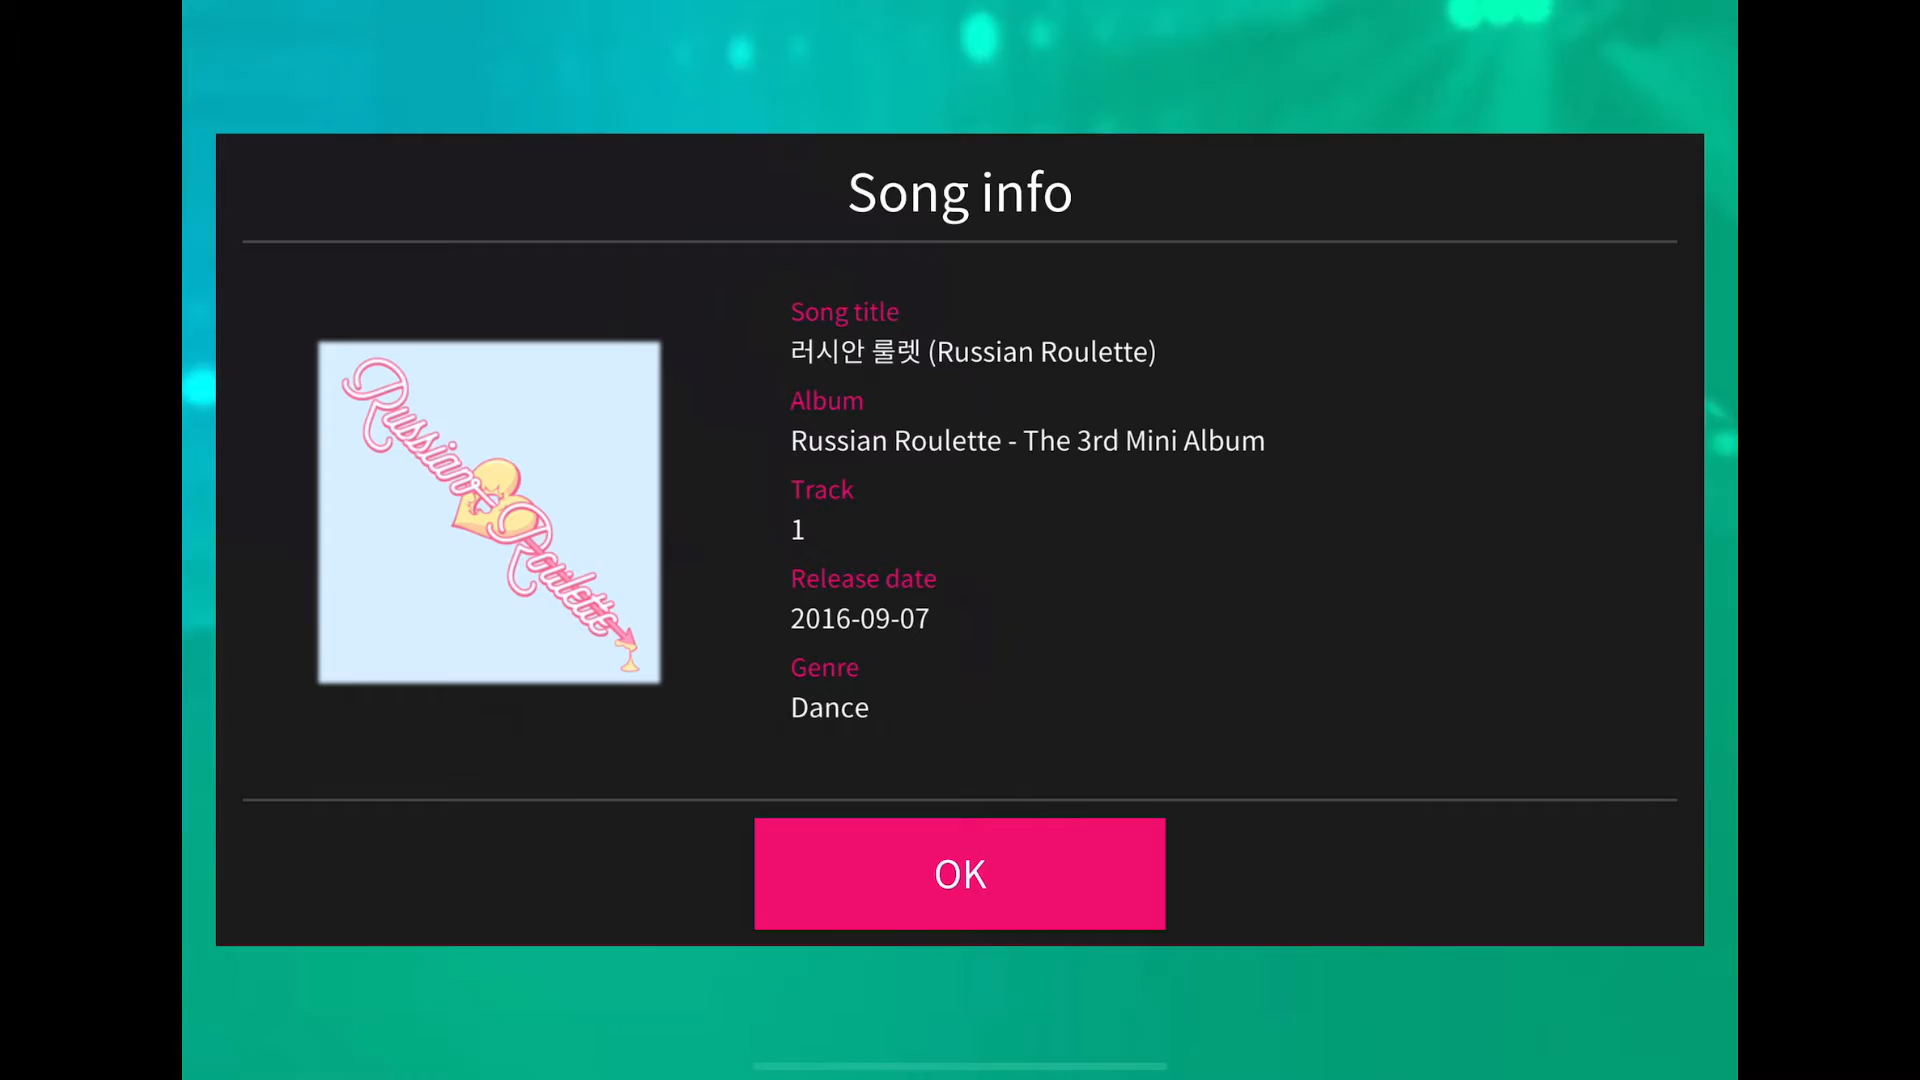 Song info
Russian
Roulette
Song title
러시안 룰렛 (Russian Roulette)
Album
Russian Roulette - The 3rd Mini Album
Track
1
Release date
2016-09-07
Genre
Dance
OK